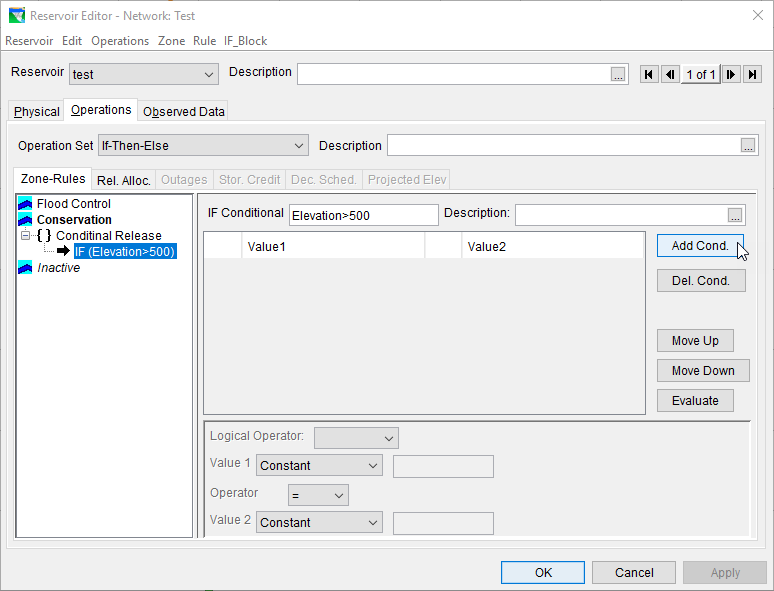 Reservoir Editor - Network: Test
Reservoir Edit Operations Zone Rule IF_Block
Reservoir test Description ... 1 of 1
Physical Operations Observed Data
Operation Set If-Then-Else Description ...
Zone-Rules Rel. Alloc. Outages Stor. Credit Dec. Sched. Projected Elev
Flood Control
Conservation
{ } Conditinal Release
IF (Elevation>500)
Inactive
IF Conditional Elevation>500 Description: ...
Value1 Value2
Add Cond.
Del. Cond.
Move Up
Move Down
Evaluate
Logical Operator:
Value 1 Constant
Operator =
Value 2 Constant
OK Cancel Apply